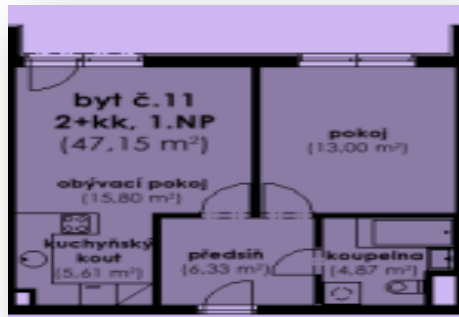 byt č.11
2+kk, 1.NP
(47,15 m²)
obývací pokoj
(15,80 m²)
pokoj
(13,00 m²)
kuchyňský
kout
(5,61 m²)
předsíň
(6,33 m²)
koupelna
(4,87 m²)